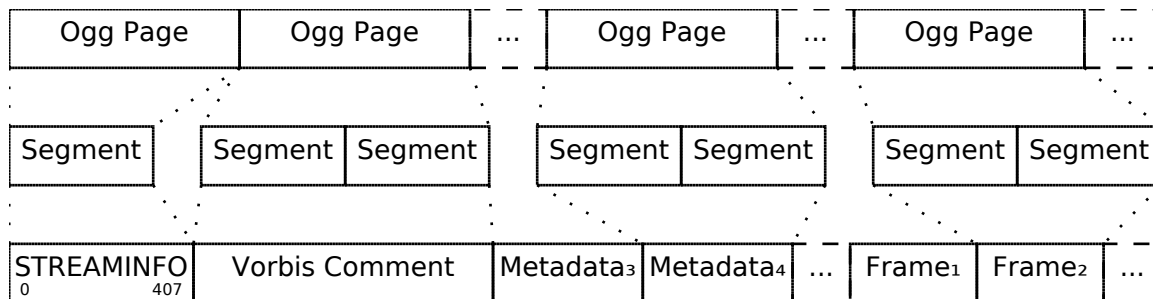 Ogg Page Ogg Page ... Ogg Page ... Ogg Page ...
Segment Segment Segment Segment Segment Segment Segment
STREAMINFO Vorbis Comment Metadata₃ Metadata₄ ... Frame₁ Frame₂ ...
0 407